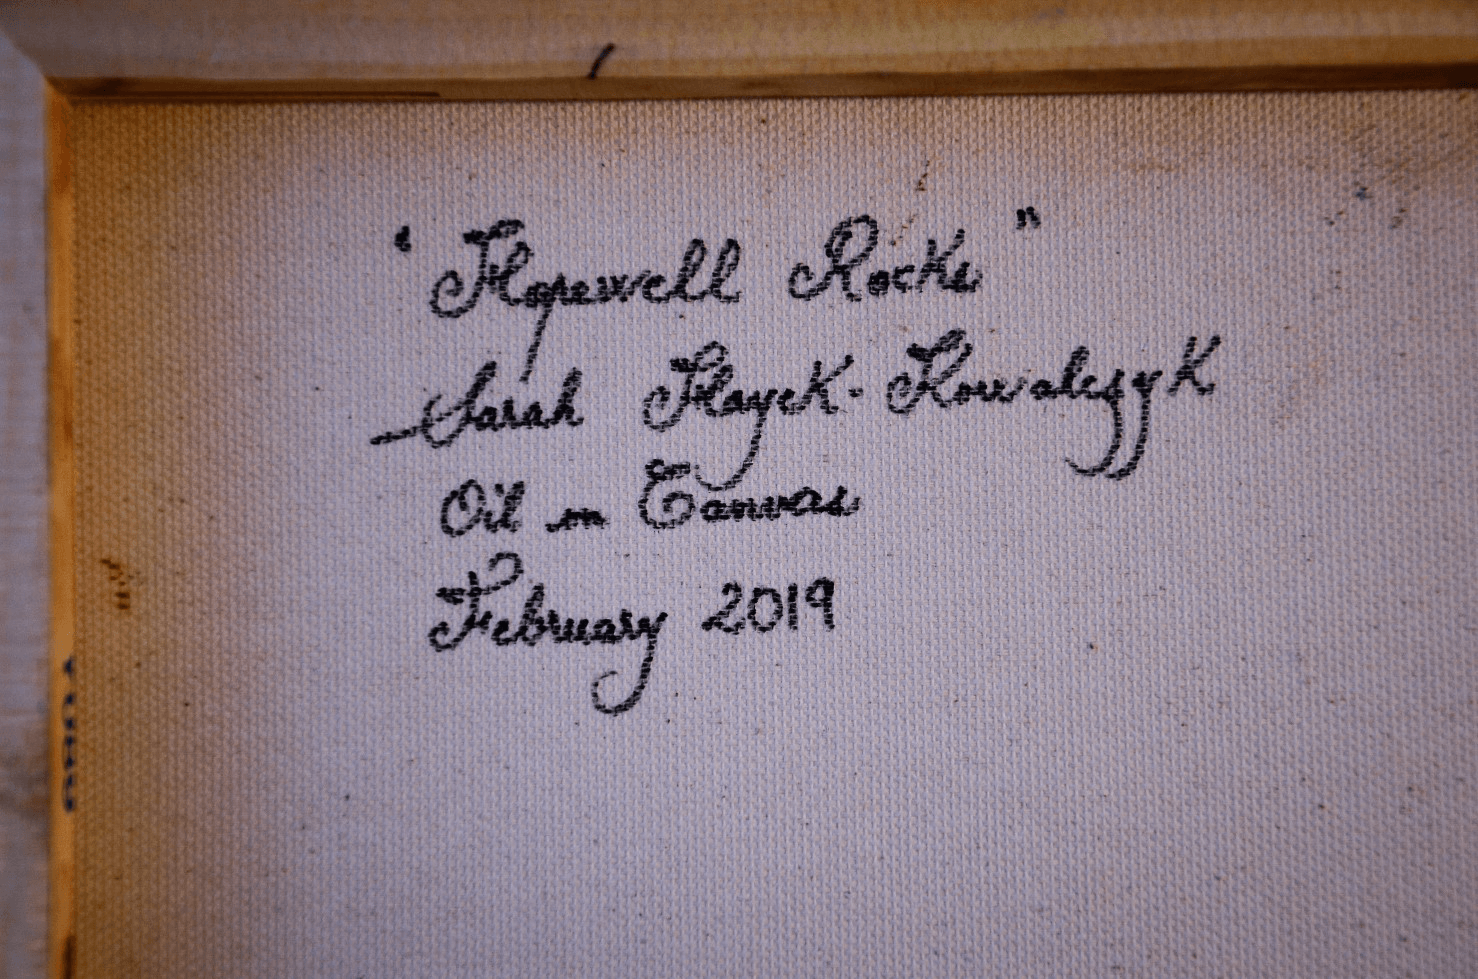 "Hopewell Rocks"
Sarah Hayek-Kowalczyk
Oil on Canvas
February 2019